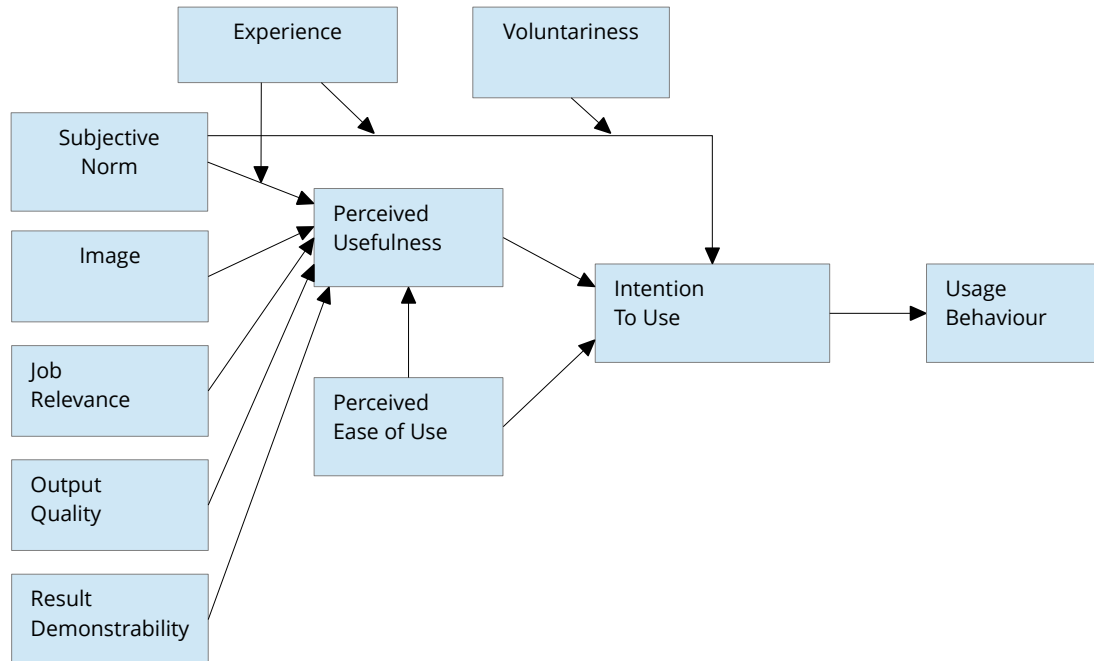 Experience
Voluntariness
Subjective
Norm
Perceived
Usefulness
Image
Intention
To Use
Usage
Behaviour
Job
Relevance
Perceived
Ease of Use
Output
Quality
Result
Demonstrability